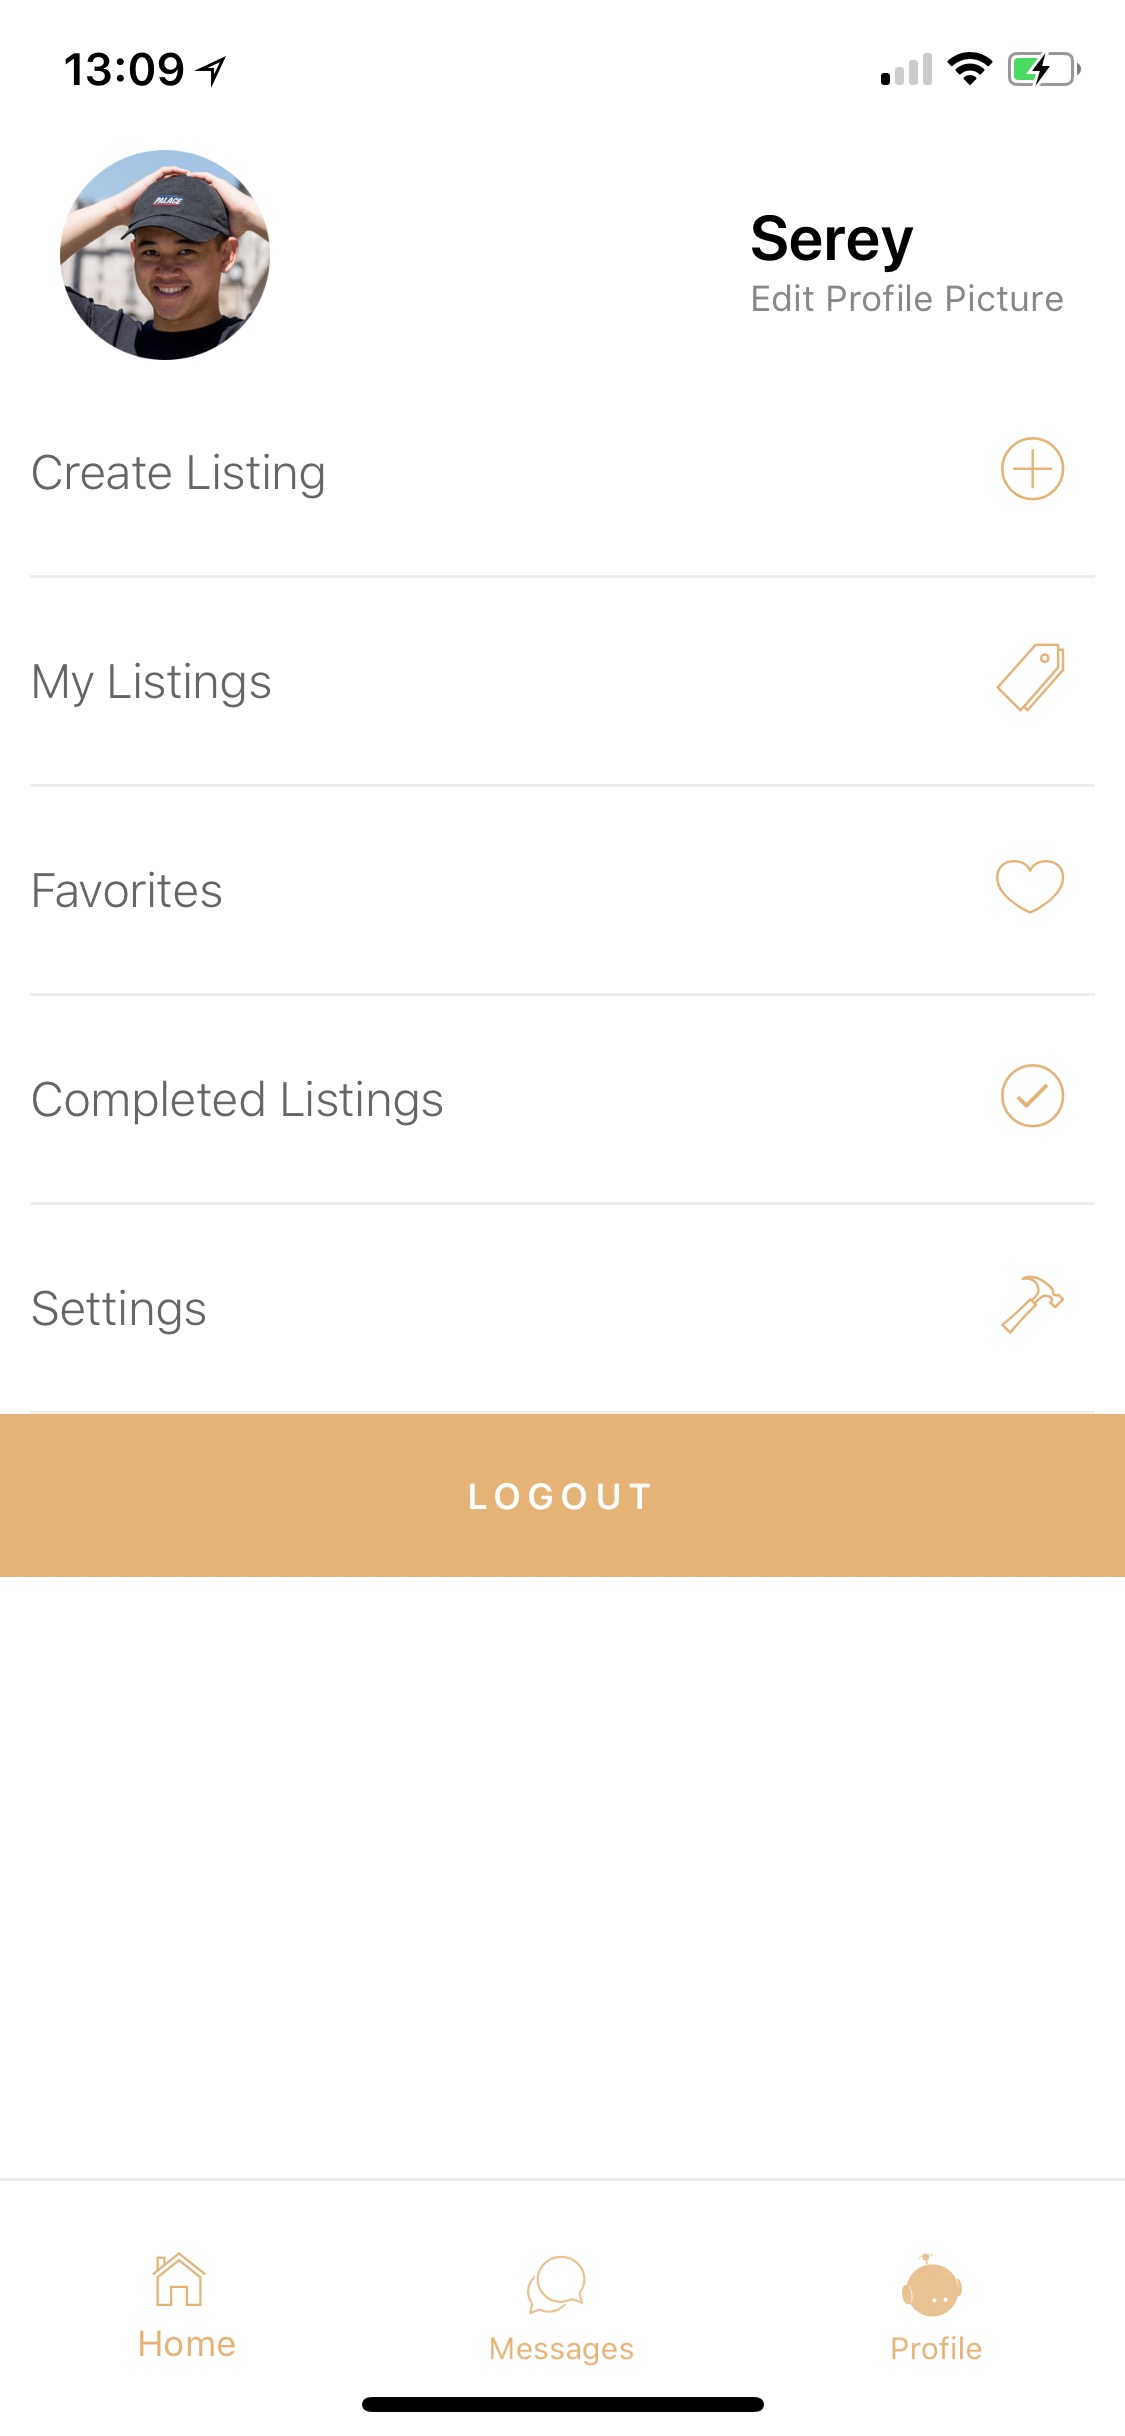 13:09
PALACE
Serey
Edit Profile Picture
Create Listing
My Listings
Favorites
Completed Listings
Settings
LOGOUT
Home
Messages
Profile